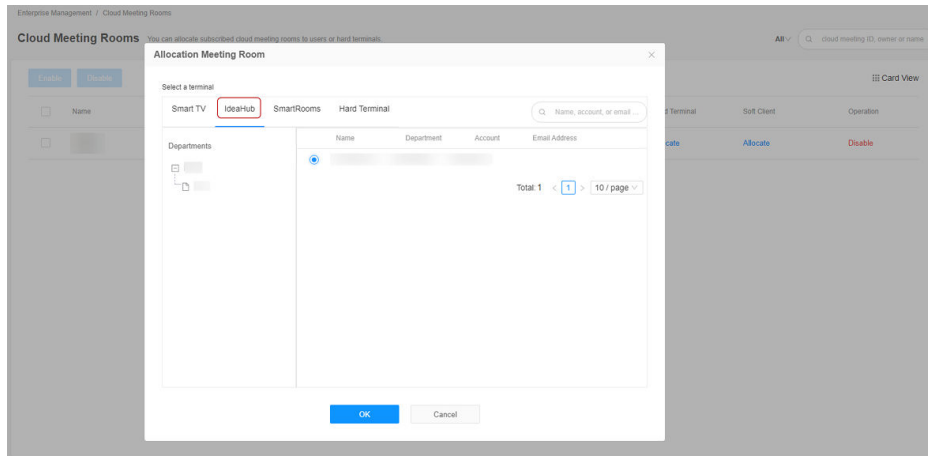 Enterprise Management / Cloud Meeting Rooms
Cloud Meeting Rooms You can allocate subscribed cloud meeting rooms to users or hard terminals. All cloud meeting ID, owner or name
Allocation Meeting Room
Enable Disable Card View
Select a terminal
Smart TV IdeaHub SmartRooms Hard Terminal Name, account, or email ...
Name d Terminal Soft Client Operation
Departments Name Department Account Email Address
cate Allocate Disable
Total: 1 < 1 > 10 / page
OK Cancel